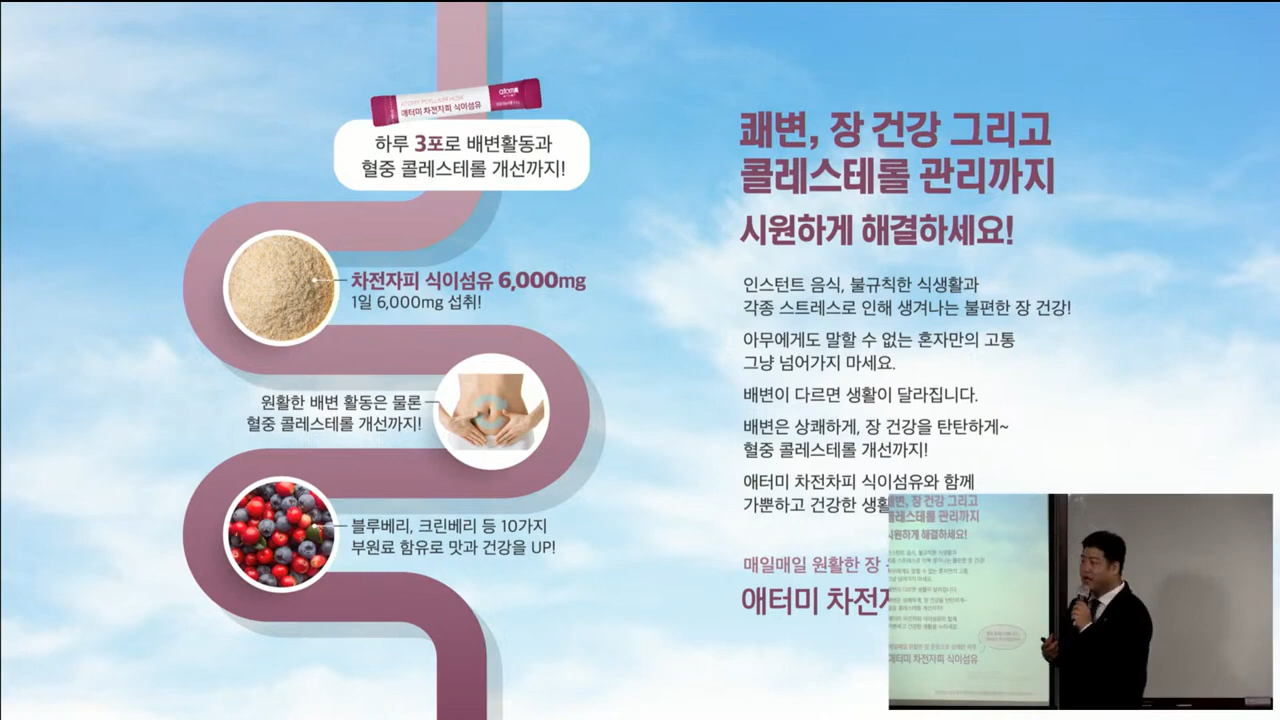 ATOMY PSYLLIUM HUSK
애터미 차전자피 식이섬유
atomy
하루 3포로 배변활동과
혈중 콜레스테롤 개선까지!
차전자피 식이섬유 6,000mg
1일 6,000mg 섭취!
원활한 배변 활동은 물론
혈중 콜레스테롤 개선까지!
블루베리, 크린베리 등 10가지
부원료 함유로 맛과 건강을 UP!
쾌변, 장 건강 그리고
콜레스테롤 관리까지
시원하게 해결하세요!
인스턴트 음식, 불규칙한 식생활과
각종 스트레스로 인해 생겨나는 불편한 장 건강!
아무에게도 말할 수 없는 혼자만의 고통
그냥 넘어가지 마세요.
배변이 다르면 생활이 달라집니다.
배변은 상쾌하게, 장 건강을 탄탄하게~
혈중 콜레스테롤 개선까지!
애터미 차전차피 식이섬유와 함께
가뿐하고 건강한 생활
매일매일 원활한 장
애터미 차전자
쾌변, 장 건강 그리고
콜레스테롤 관리까지
시원하게 해결하세요!
애터미 차전자피 식이섬유